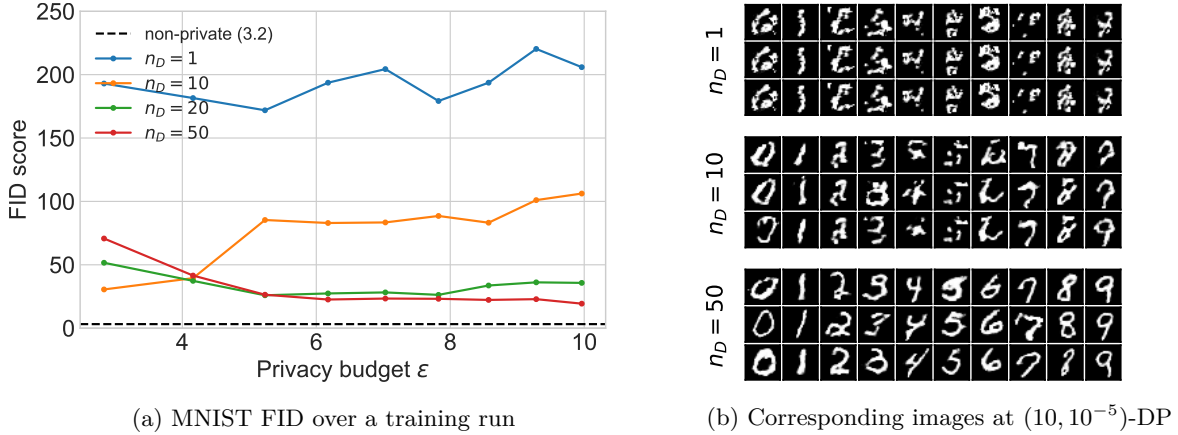 250
200
150
100
50
0
FID score
non-private (3.2)
n_D = 1
n_D = 10
n_D = 20
n_D = 50
4
6
8
10
Privacy budget ε
(a) MNIST FID over a training run
n_D = 1
n_D = 10
n_D = 50
(b) Corresponding images at (10, 10⁻⁵)-DP